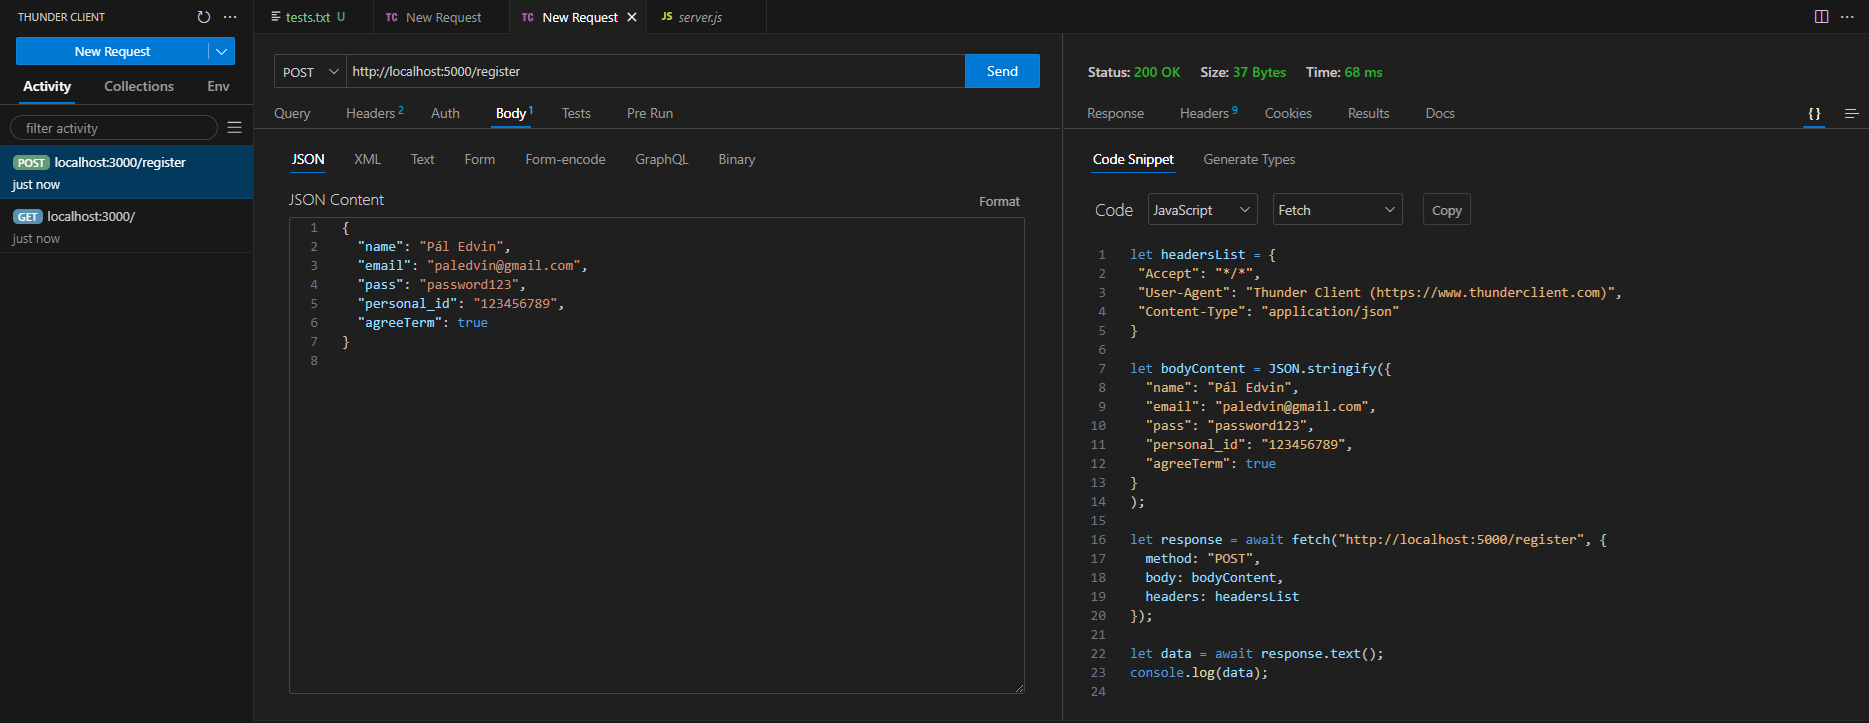 THUNDER CLIENT
New Request
Activity Collections Env
filter activity
POST localhost:3000/register
just now
GET localhost:3000/
just now
tests.txt U
TC New Request
TC New Request
JS server.js
POST http://localhost:5000/register Send
Query Headers 2 Auth Body 1 Tests Pre Run
JSON XML Text Form Form-encode GraphQL Binary
JSON Content Format
1 {
2 "name": "Pál Edvin",
3 "email": "paledvin@gmail.com",
4 "pass": "password123",
5 "personal_id": "123456789",
6 "agreeTerm": true
7 }
8
Status: 200 OK Size: 37 Bytes Time: 68 ms
Response Headers 9 Cookies Results Docs {}
Code Snippet Generate Types
Code JavaScript Fetch Copy
1 let headersList = {
2 "Accept": "*/*",
3 "User-Agent": "Thunder Client (https://www.thunderclient.com)",
4 "Content-Type": "application/json"
5 }
6
7 let bodyContent = JSON.stringify({
8 "name": "Pál Edvin",
9 "email": "paledvin@gmail.com",
10 "pass": "password123",
11 "personal_id": "123456789",
12 "agreeTerm": true
13 }
14 );
15
16 let response = await fetch("http://localhost:5000/register", {
17 method: "POST",
18 body: bodyContent,
19 headers: headersList
20 });
21
22 let data = await response.text();
23 console.log(data);
24